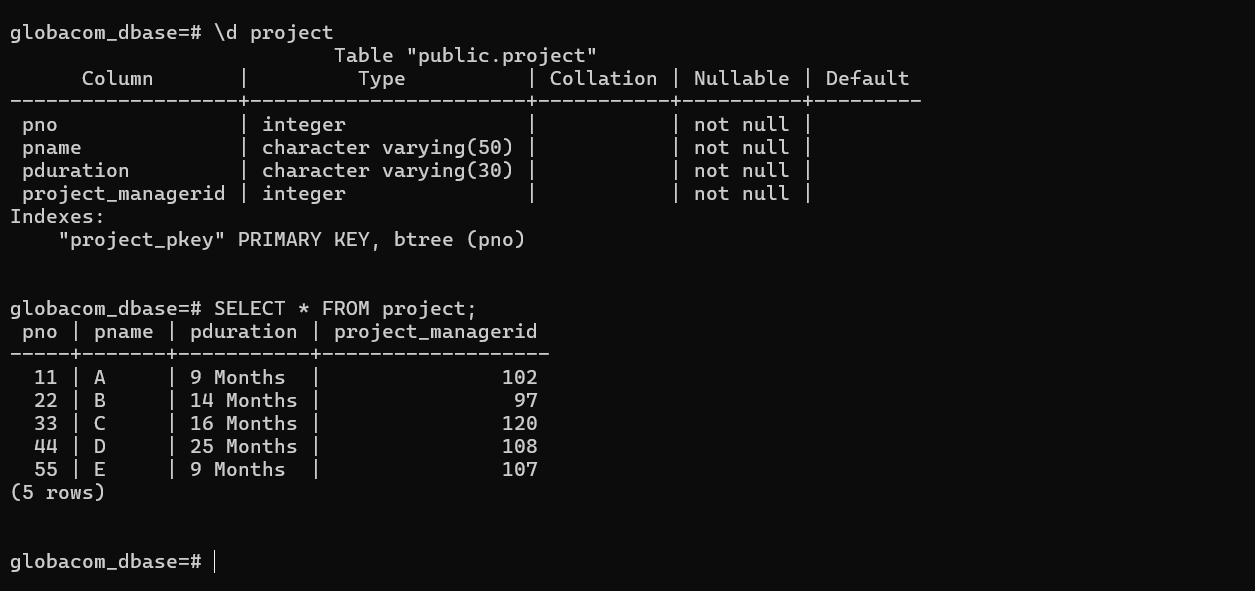 globacom_dbase=# \d project
                           Table "public.project"
      Column       |         Type          | Collation | Nullable | Default
-------------------+-----------------------+-----------+----------+---------
 pno               | integer               |           | not null |
 pname             | character varying(50) |           | not null |
 pduration         | character varying(30) |           | not null |
 project_managerid | integer               |           | not null |
Indexes:
    "project_pkey" PRIMARY KEY, btree (pno)
globacom_dbase=# SELECT * FROM project;
 pno | pname | pduration | project_managerid
-----+-------+-----------+-------------------
  11 | A     | 9 Months  |               102
  22 | B     | 14 Months |                97
  33 | C     | 16 Months |               120
  44 | D     | 25 Months |               108
  55 | E     | 9 Months  |               107
(5 rows)
globacom_dbase=#